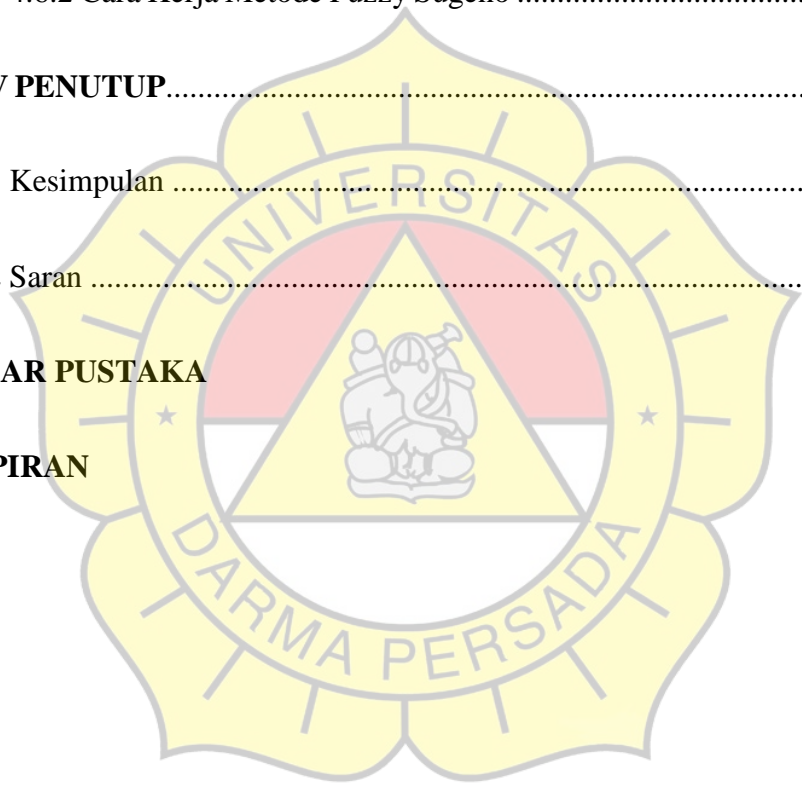 4.6.2 Cara Kerja Metode Fuzzy Sugeno ....................................
V PENUTUP................................................................................
Kesimpulan ...............................................................................
Saran ..........................................................................................
AR PUSTAKA
PIRAN
UNIVERSITAS
DARMA PERSADA